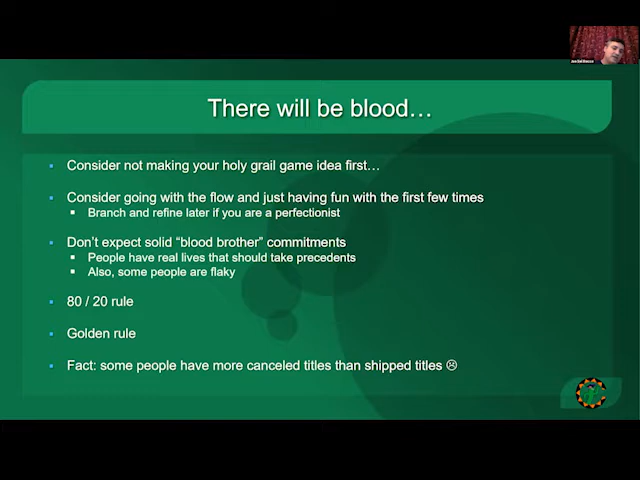 There will be blood…
Consider not making your holy grail game idea first…
Consider going with the flow and just having fun with the first few times
Branch and refine later if you are a perfectionist
Don't expect solid "blood brother" commitments
People have real lives that should take precedents
Also, some people are flaky
80 / 20 rule
Golden rule
Fact: some people have more canceled titles than shipped titles ☹